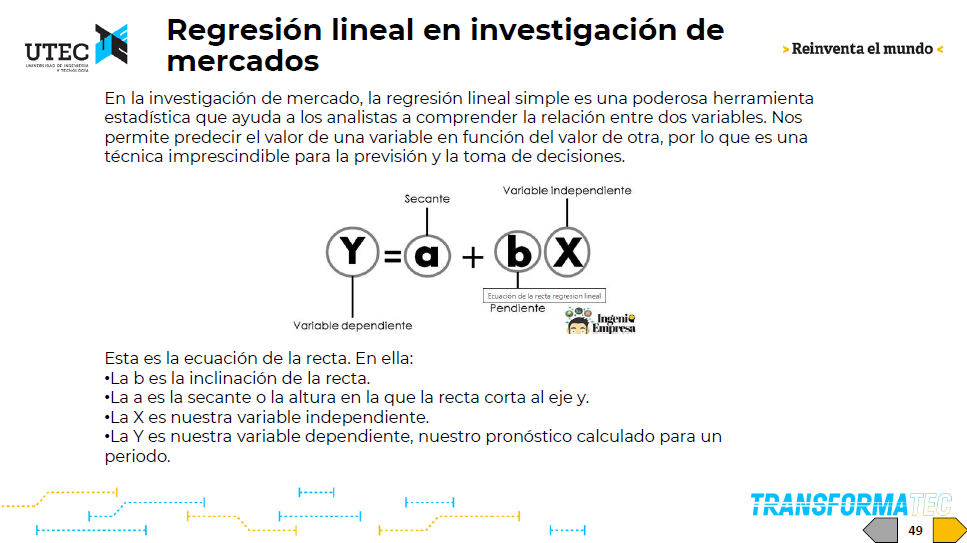 Regresión lineal en investigación de
mercados
UTEC
UNIVERSIDAD DE INGENIERÍA
Y TECNOLOGÍA
> Reinventa el mundo <
En la investigación de mercado, la regresión lineal simple es una poderosa herramienta
estadística que ayuda a los analistas a comprender la relación entre dos variables. Nos
permite predecir el valor de una variable en función del valor de otra, por lo que es una
técnica imprescindible para la previsión y la toma de decisiones.
Variable independiente
Secante
Y = a + b X
Ecuación de la recta regresion lineal
Pendiente
Ingenio
Empresa
Variable dependiente
Esta es la ecuación de la recta. En ella:
•La b es la inclinación de la recta.
•La a es la secante o la altura en la que la recta corta al eje y.
•La X es nuestra variable independiente.
•La Y es nuestra variable dependiente, nuestro pronóstico calculado para un
periodo.
TRANSFORMATEC
49